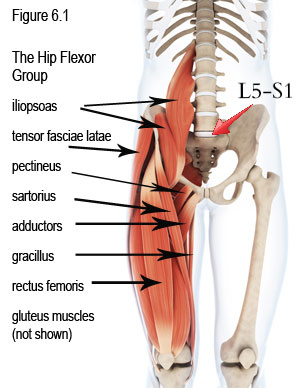 Figure 6.1
The Hip Flexor
Group
iliopsoas
L5-S1
tensor fasciae latae
pectineus
sartorius
adductors
gracillus
rectus femoris
gluteus muscles
(not shown)